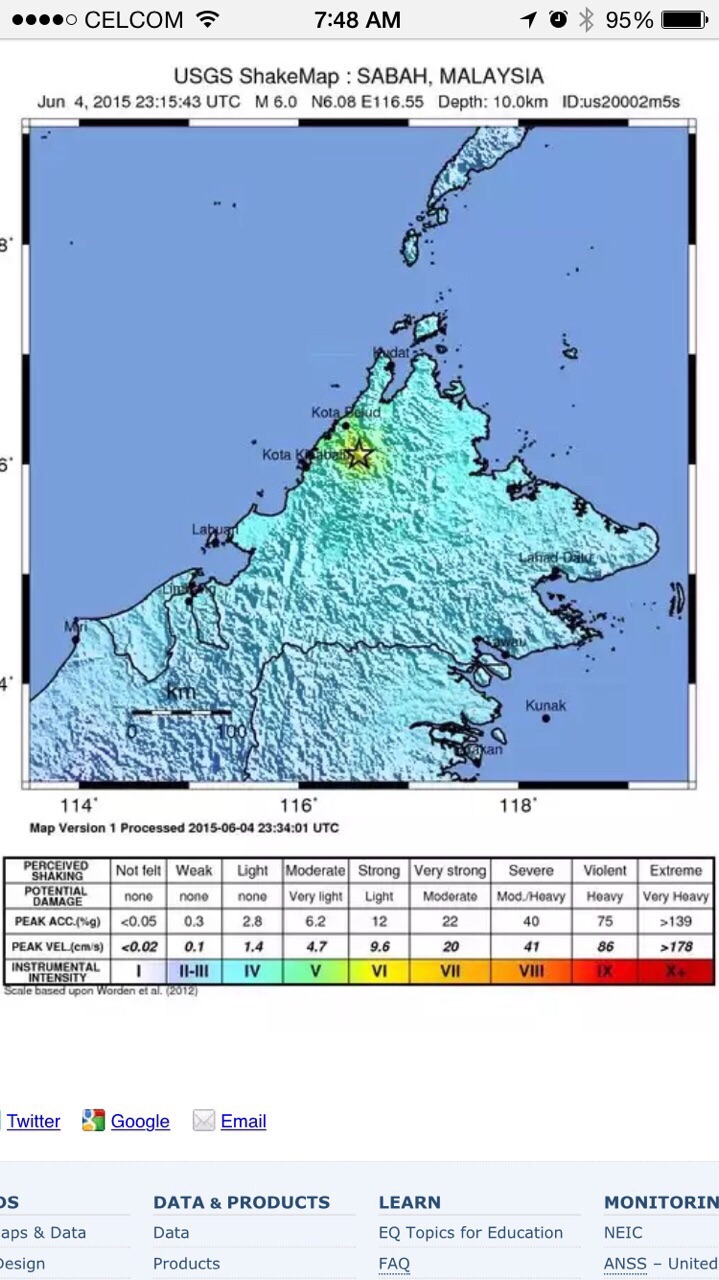 CELCOM 7:48 AM 95%
USGS ShakeMap : SABAH, MALAYSIA
Jun 4, 2015 23:15:43 UTC M 6.0 N6.08 E116.55 Depth: 10.0km ID:us20002m5s
8°
Kudat
Kota Belud
6°
Kota Kinabalu
Labuan
Lahad Datu
Limbang
Miri
Tawau
4°
km
0 100
Kunak
114° 116° 118°
Map Version 1 Processed 2015-06-04 23:34:01 UTC
PERCEIVED SHAKING Not felt Weak Light Moderate Strong Very strong Severe Violent Extreme
POTENTIAL DAMAGE none none none Very light Light Moderate Mod./Heavy Heavy Very Heavy
PEAK ACC.(%g) <0.05 0.3 2.8 6.2 12 22 40 75 >139
PEAK VEL.(cm/s) <0.02 0.1 1.4 4.7 9.6 20 41 86 >178
INSTRUMENTAL INTENSITY I II-III IV V VI VII VIII IX X+
Scale based upon Worden et al. (2012)
Twitter Google Email
DS DATA & PRODUCTS LEARN MONITORIN
aps & Data Data EQ Topics for Education NEIC
Design Products FAQ ANSS – United